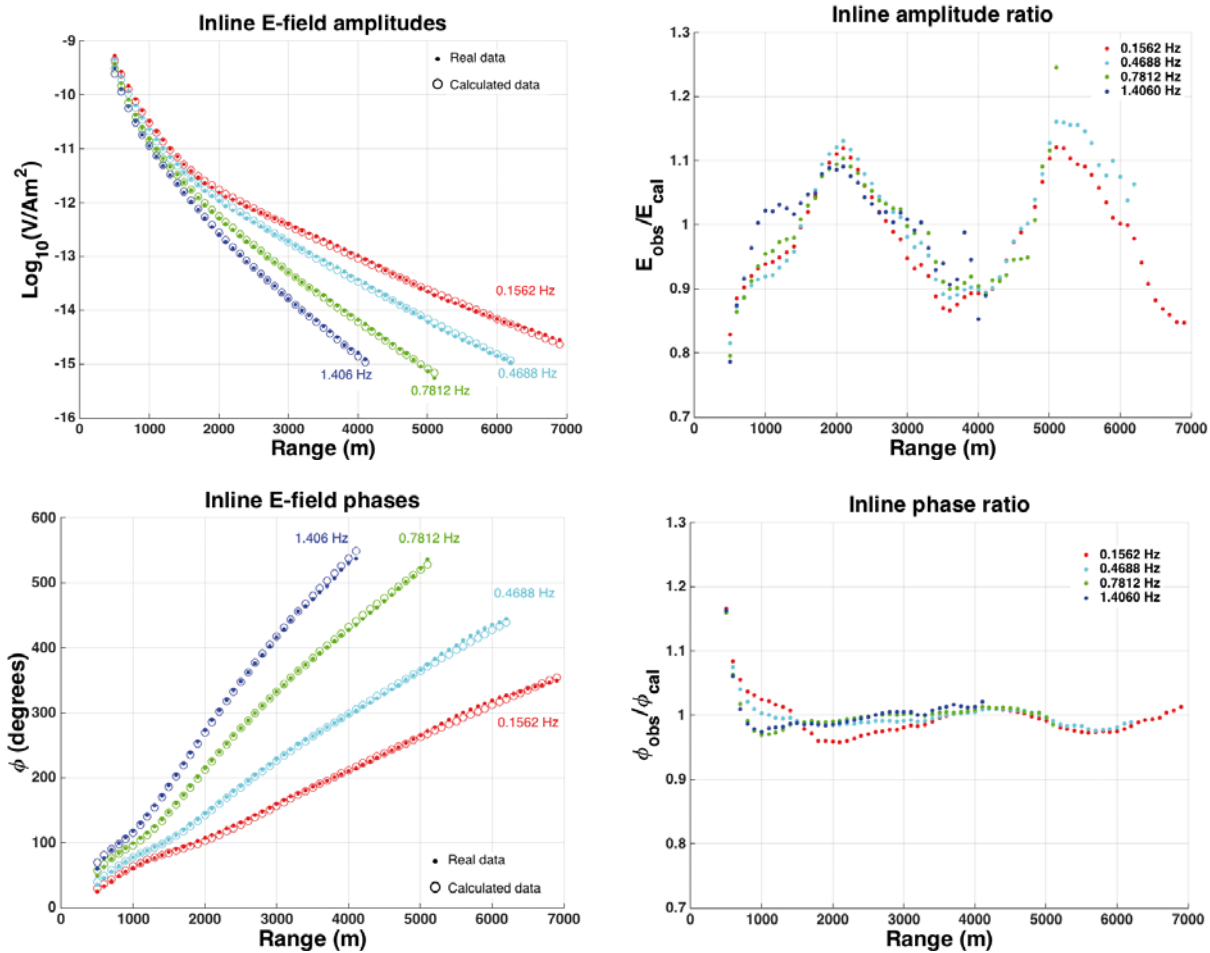 Inline E-field amplitudes
-9
-10
-11
-12
-13
-14
-15
-16
Log10(V/Am²)
Real data
Calculated data
0.1562 Hz
0.4688 Hz
0.7812 Hz
1.406 Hz
0 1000 2000 3000 4000 5000 6000 7000
Range (m)
Inline amplitude ratio
1.3
1.2
1.1
1
0.9
0.8
0.7
E_obs/E_cal
0.1562 Hz
0.4688 Hz
0.7812 Hz
1.4060 Hz
0 1000 2000 3000 4000 5000 6000 7000
Range (m)
Inline E-field phases
600
500
400
300
200
100
0
ϕ (degrees)
1.406 Hz
0.7812 Hz
0.4688 Hz
0.1562 Hz
Real data
Calculated data
0 1000 2000 3000 4000 5000 6000 7000
Range (m)
Inline phase ratio
1.3
1.2
1.1
1
0.9
0.8
0.7
ϕ_obs/ϕ_cal
0.1562 Hz
0.4688 Hz
0.7812 Hz
1.4060 Hz
0 1000 2000 3000 4000 5000 6000 7000
Range (m)